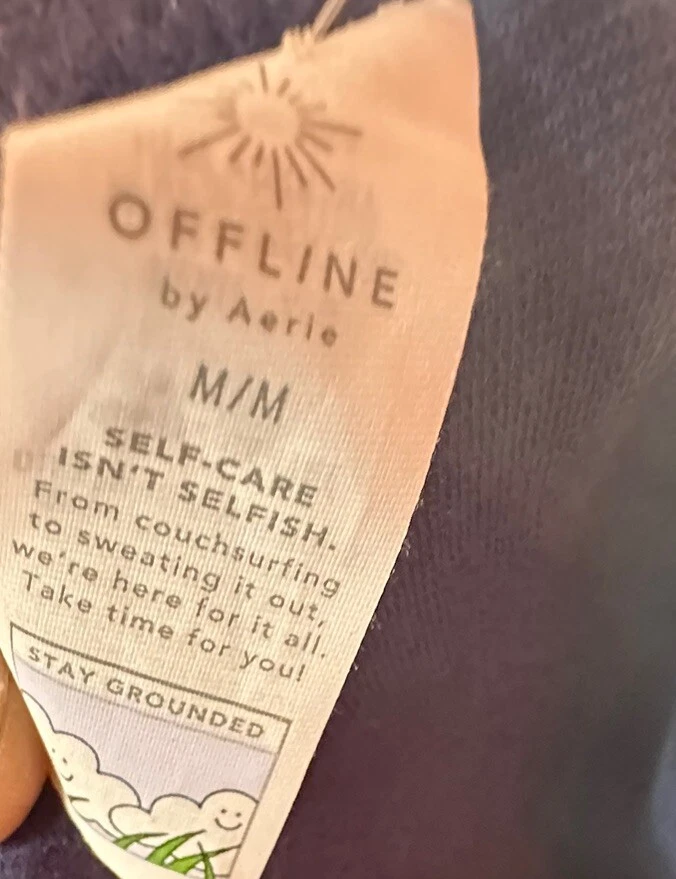 OFFLINE
by Aerie
M/M
SELF-CARE
ISN'T SELFISH.
From couchsurfing
to sweating it out,
we're here for it all.
Take time for you!
STAY GROUNDED